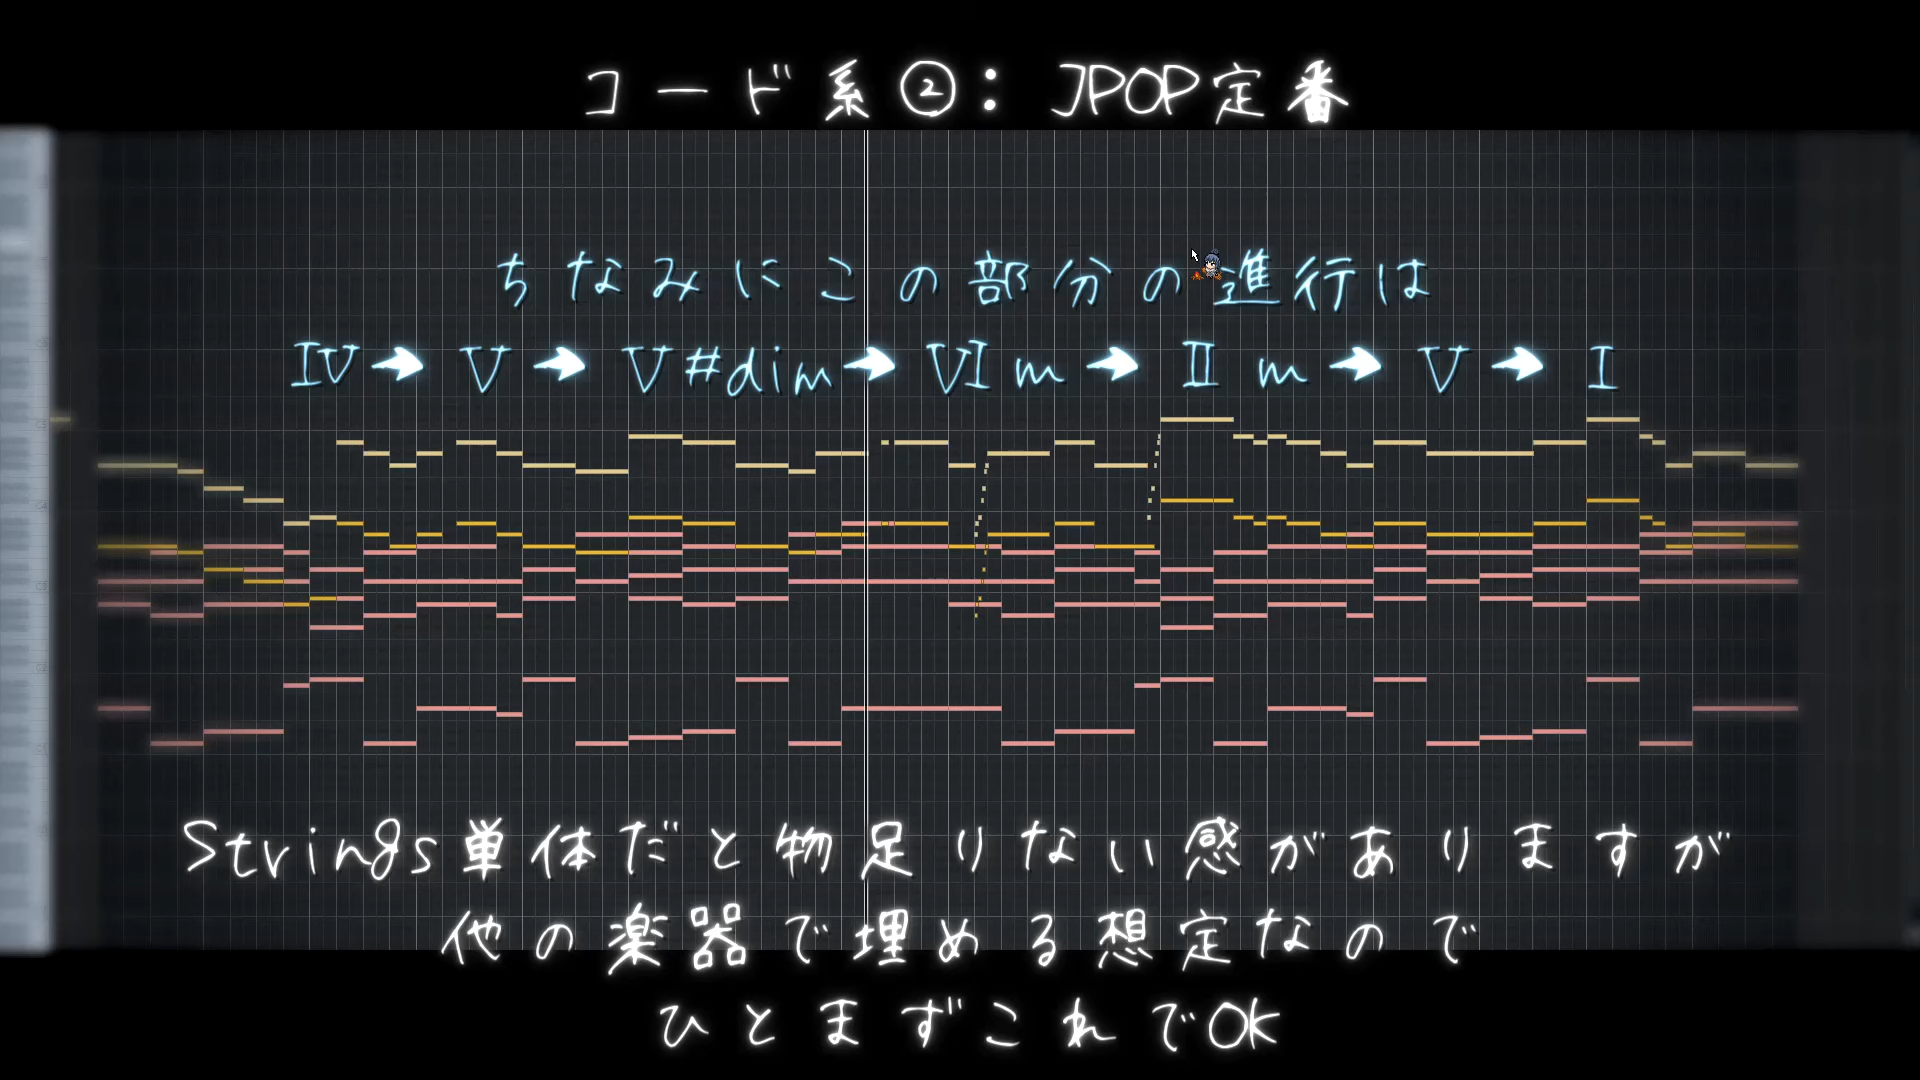 コード系②：JPOP定番
ちなみにこの部分の進行は
Ⅳ➡Ⅴ➡Ⅴ#dim➡Ⅵm➡Ⅱm➡Ⅴ➡Ⅰ
Strings単体だと物足りない感がありますが
他の楽器で埋める想定なので
ひとまずこれでOK